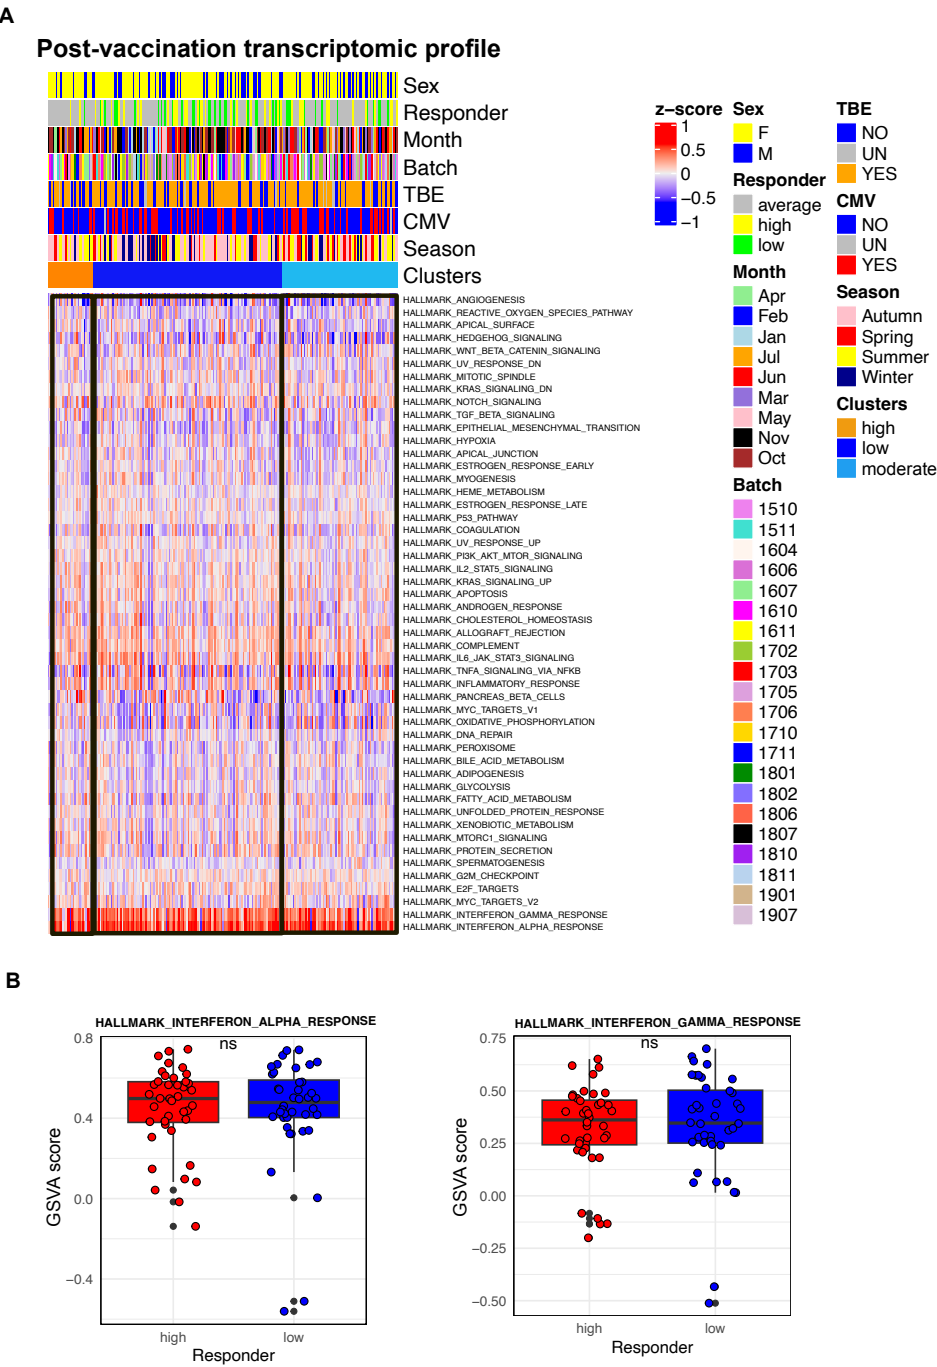 A
Post-vaccination transcriptomic profile
Sex
Responder
Month
Batch
TBE
CMV
Season
Clusters
HALLMARK_ANGIOGENESIS
HALLMARK_REACTIVE_OXYGEN_SPECIES_PATHWAY
HALLMARK_APICAL_SURFACE
HALLMARK_HEDGEHOG_SIGNALING
HALLMARK_WNT_BETA_CATENIN_SIGNALING
HALLMARK_UV_RESPONSE_DN
HALLMARK_MITOTIC_SPINDLE
HALLMARK_KRAS_SIGNALING_DN
HALLMARK_NOTCH_SIGNALING
HALLMARK_TGF_BETA_SIGNALING
HALLMARK_EPITHELIAL_MESENCHYMAL_TRANSITION
HALLMARK_HYPOXIA
HALLMARK_APICAL_JUNCTION
HALLMARK_ESTROGEN_RESPONSE_EARLY
HALLMARK_MYOGENESIS
HALLMARK_HEME_METABOLISM
HALLMARK_ESTROGEN_RESPONSE_LATE
HALLMARK_P53_PATHWAY
HALLMARK_COAGULATION
HALLMARK_UV_RESPONSE_UP
HALLMARK_PI3K_AKT_MTOR_SIGNALING
HALLMARK_IL2_STAT5_SIGNALING
HALLMARK_KRAS_SIGNALING_UP
HALLMARK_APOPTOSIS
HALLMARK_ANDROGEN_RESPONSE
HALLMARK_CHOLESTEROL_HOMEOSTASIS
HALLMARK_ALLOGRAFT_REJECTION
HALLMARK_COMPLEMENT
HALLMARK_IL6_JAK_STAT3_SIGNALING
HALLMARK_TNFA_SIGNALING_VIA_NFKB
HALLMARK_INFLAMMATORY_RESPONSE
HALLMARK_PANCREAS_BETA_CELLS
HALLMARK_MYC_TARGETS_V1
HALLMARK_OXIDATIVE_PHOSPHORYLATION
HALLMARK_DNA_REPAIR
HALLMARK_PEROXISOME
HALLMARK_BILE_ACID_METABOLISM
HALLMARK_ADIPOGENESIS
HALLMARK_GLYCOLYSIS
HALLMARK_FATTY_ACID_METABOLISM
HALLMARK_UNFOLDED_PROTEIN_RESPONSE
HALLMARK_XENOBIOTIC_METABOLISM
HALLMARK_MTORC1_SIGNALING
HALLMARK_PROTEIN_SECRETION
HALLMARK_SPERMATOGENESIS
HALLMARK_G2M_CHECKPOINT
HALLMARK_E2F_TARGETS
HALLMARK_MYC_TARGETS_V2
HALLMARK_INTERFERON_GAMMA_RESPONSE
HALLMARK_INTERFERON_ALPHA_RESPONSE
z−score
1
0.5
0
−0.5
−1
Sex
F
M
Responder
average
high
low
Month
Apr
Feb
Jan
Jul
Jun
Mar
May
Nov
Oct
Batch
1510
1511
1604
1606
1607
1610
1611
1702
1703
1705
1706
1710
1711
1801
1802
1806
1807
1810
1811
1901
1907
TBE
NO
UN
YES
CMV
NO
UN
YES
Season
Autumn
Spring
Summer
Winter
Clusters
high
low
moderate
B
HALLMARK_INTERFERON_ALPHA_RESPONSE
ns
0.8
0.4
0.0
−0.4
GSVA score
high low
Responder
HALLMARK_INTERFERON_GAMMA_RESPONSE
ns
0.75
0.50
0.25
0.00
−0.25
−0.50
GSVA score
high low
Responder